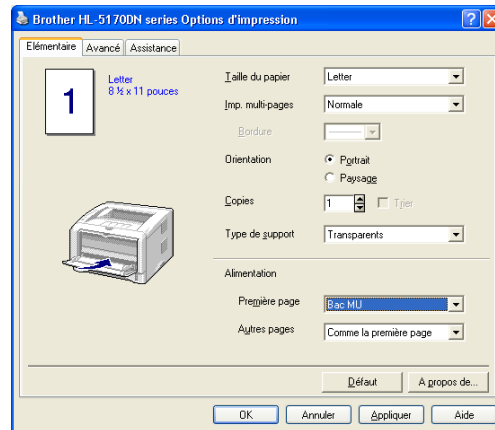 Brother HL-5170DN series Options d'impression
Elémentaire Avancé Assistance
1
Letter
8 ½ x 11 pouces
Taille du papier Letter
Imp. multi-pages Normale
Bordure
Orientation Portrait
Paysage
Copies 1 Trier
Type de support Transparents
Alimentation
Première page Bac MU
Autres pages Comme la première page
Défaut A propos de...
OK Annuler Appliquer Aide